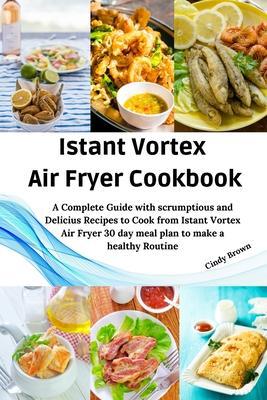 Istant Vortex
Air Fryer Cookbook
A Complete Guide with scrumptious and
Delicius Recipes to Cook from Istant Vortex
Air Fryer 30 day meal plan to make a
healthy Routine
Cindy Brown